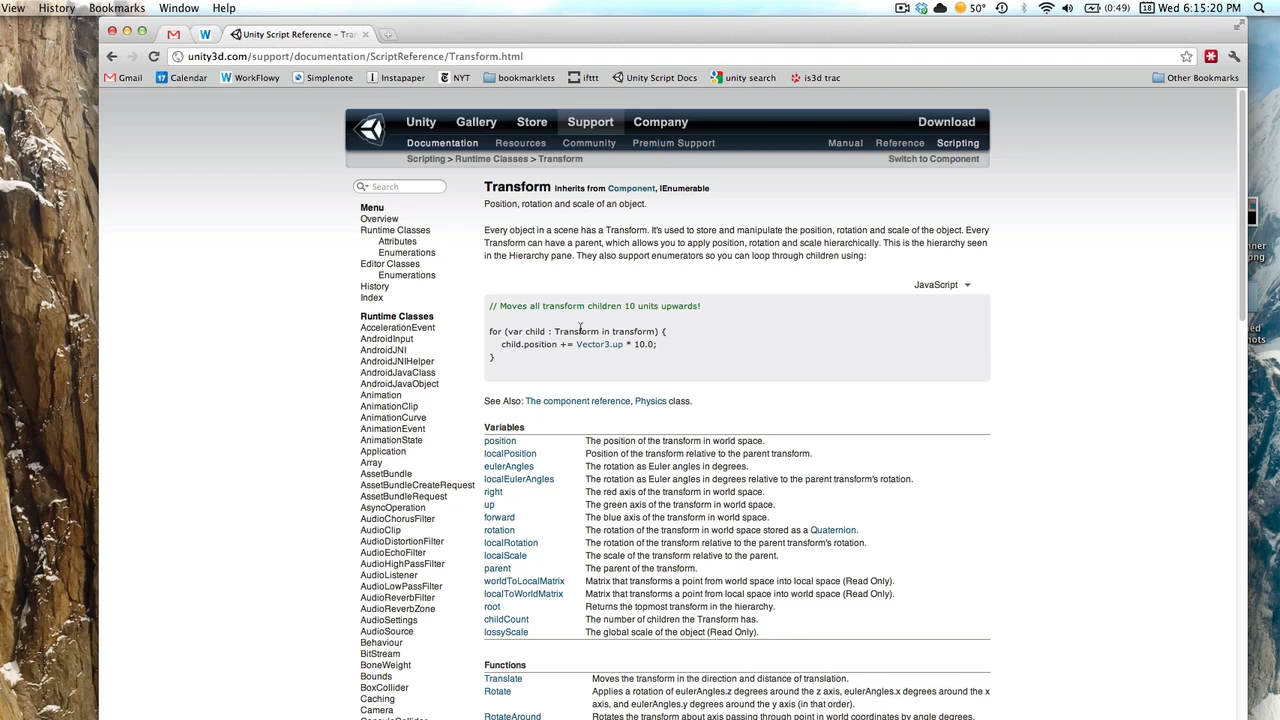 View History Bookmarks Window Help 50° (0:49) 18 Wed 6:15:20 PM
W Unity Script Reference – Tran
unity3d.com/support/documentation/ScriptReference/Transform.html
Gmail 17 Calendar W WorkFlowy Simplenote Instapaper NYT bookmarklets ifttt Unity Script Docs unity search is3d trac Other Bookmarks
Unity Gallery Store Support Company Download
Documentation Resources Community Premium Support Manual Reference Scripting
Scripting > Runtime Classes > Transform Switch to Component
Search
Menu
Overview
Runtime Classes
Attributes
Enumerations
Editor Classes
Enumerations
History
Index
Runtime Classes
AccelerationEvent
AndroidInput
AndroidJNI
AndroidJNIHelper
AndroidJavaClass
AndroidJavaObject
Animation
AnimationClip
AnimationCurve
AnimationEvent
AnimationState
Application
Array
AssetBundle
AssetBundleCreateRequest
AssetBundleRequest
AsyncOperation
AudioChorusFilter
AudioClip
AudioDistortionFilter
AudioEchoFilter
AudioHighPassFilter
AudioListener
AudioLowPassFilter
AudioReverbFilter
AudioReverbZone
AudioSettings
AudioSource
Behaviour
BitStream
BoneWeight
Bounds
BoxCollider
Caching
Camera
Transform Inherits from Component, IEnumerable
Position, rotation and scale of an object.
Every object in a scene has a Transform. It's used to store and manipulate the position, rotation and scale of the object. Every
Transform can have a parent, which allows you to apply position, rotation and scale hierarchically. This is the hierarchy seen
in the Hierarchy pane. They also support enumerators so you can loop through children using:
JavaScript
// Moves all transform children 10 units upwards!
for (var child : Transform in transform) {
child.position += Vector3.up * 10.0;
}
See Also: The component reference, Physics class.
Variables
position The position of the transform in world space.
localPosition Position of the transform relative to the parent transform.
eulerAngles The rotation as Euler angles in degrees.
localEulerAngles The rotation as Euler angles in degrees relative to the parent transform's rotation.
right The red axis of the transform in world space.
up The green axis of the transform in world space.
forward The blue axis of the transform in world space.
rotation The rotation of the transform in world space stored as a Quaternion.
localRotation The rotation of the transform relative to the parent transform's rotation.
localScale The scale of the transform relative to the parent.
parent The parent of the transform.
worldToLocalMatrix Matrix that transforms a point from world space into local space (Read Only).
localToWorldMatrix Matrix that transforms a point from local space into world space (Read Only).
root Returns the topmost transform in the hierarchy.
childCount The number of children the Transform has.
lossyScale The global scale of the object (Read Only).
Functions
Translate Moves the transform in the direction and distance of translation.
Rotate Applies a rotation of eulerAngles.z degrees around the z axis, eulerAngles.x degrees around the x
axis, and eulerAngles.y degrees around the y axis (in that order).
RotateAround Rotates the transform about axis passing through point in world coordinates by angle degrees.